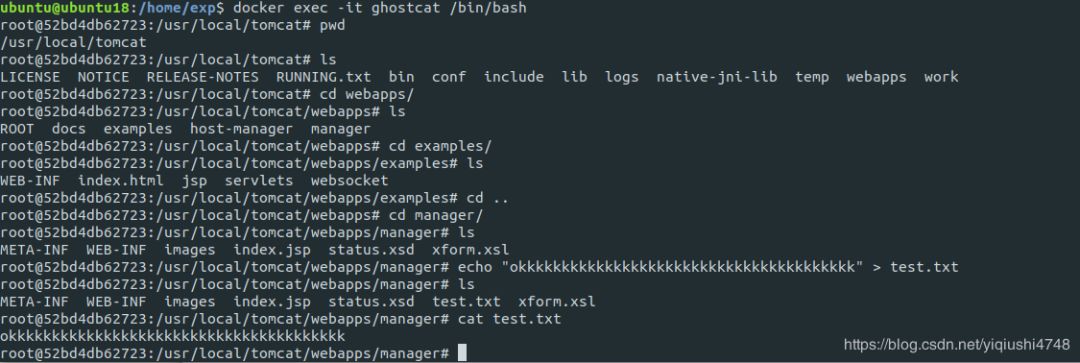 ubuntu@ubuntu18:/home/exp$ docker exec -it ghostcat /bin/bash
root@52bd4db62723:/usr/local/tomcat# pwd
/usr/local/tomcat
root@52bd4db62723:/usr/local/tomcat# ls
LICENSE  NOTICE  RELEASE-NOTES  RUNNING.txt  bin  conf  include  lib  logs  native-jni-lib  temp  webapps  work
root@52bd4db62723:/usr/local/tomcat# cd webapps/
root@52bd4db62723:/usr/local/tomcat/webapps# ls
ROOT  docs  examples  host-manager  manager
root@52bd4db62723:/usr/local/tomcat/webapps# cd examples/
root@52bd4db62723:/usr/local/tomcat/webapps/examples# ls
WEB-INF  index.html  jsp  servlets  websocket
root@52bd4db62723:/usr/local/tomcat/webapps/examples# cd ..
root@52bd4db62723:/usr/local/tomcat/webapps# cd manager/
root@52bd4db62723:/usr/local/tomcat/webapps/manager# ls
META-INF  WEB-INF  images  index.jsp  status.xsd  xform.xsl
root@52bd4db62723:/usr/local/tomcat/webapps/manager# echo "okkkkkkkkkkkkkkkkkkkkkkkkkkkkkkkkkkkkkkk" > test.txt
root@52bd4db62723:/usr/local/tomcat/webapps/manager# ls
META-INF  WEB-INF  images  index.jsp  status.xsd  test.txt  xform.xsl
root@52bd4db62723:/usr/local/tomcat/webapps/manager# cat test.txt
okkkkkkkkkkkkkkkkkkkkkkkkkkkkkkkkkkkkkkk
root@52bd4db62723:/usr/local/tomcat/webapps/manager#
https://blog.csdn.net/yiqiushi4748